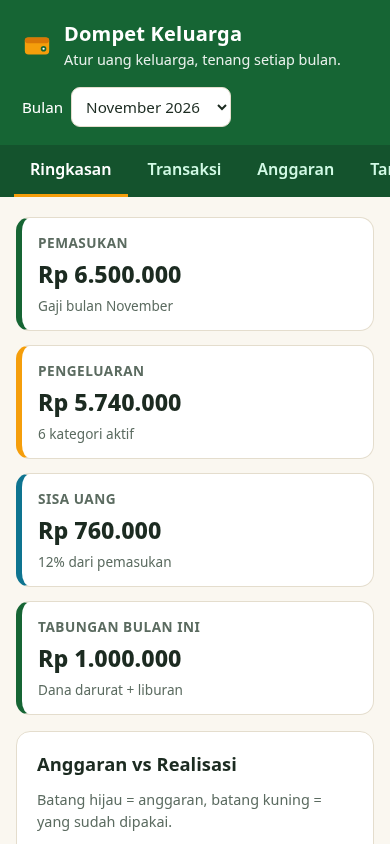 Dompet Keluarga
Atur uang keluarga, tenang setiap bulan.
Bulan November 2026
Ringkasan Transaksi Anggaran
PEMASUKAN
Rp 6.500.000
Gaji bulan November
PENGELUARAN
Rp 5.740.000
6 kategori aktif
SISA UANG
Rp 760.000
12% dari pemasukan
TABUNGAN BULAN INI
Rp 1.000.000
Dana darurat + liburan
Anggaran vs Realisasi
Batang hijau = anggaran, batang kuning =
yang sudah dipakai.